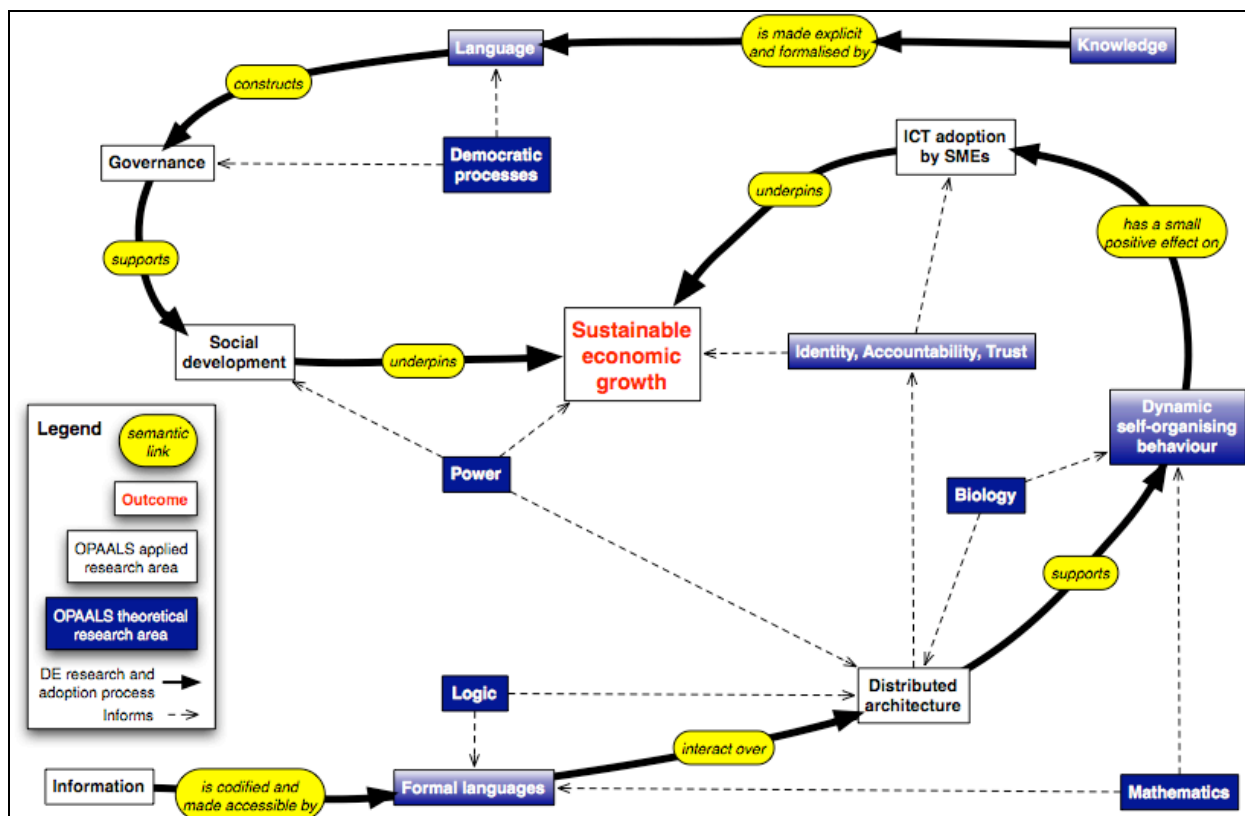 Language
is made explicit
and formalised by
Knowledge
constructs
Governance
Democratic
processes
ICT adoption
by SMEs
underpins
has a small
positive effect on
supports
Social
development
underpins
Sustainable
economic
growth
Identity, Accountability, Trust
Dynamic
self-organising
behaviour
Legend
semantic
link
Outcome
OPAALS applied
research area
OPAALS theoretical
research area
DE research and
adoption process
Informs
Power
Biology
supports
Logic
Distributed
architecture
interact over
Information
is codified and
made accessible by
Formal languages
Mathematics